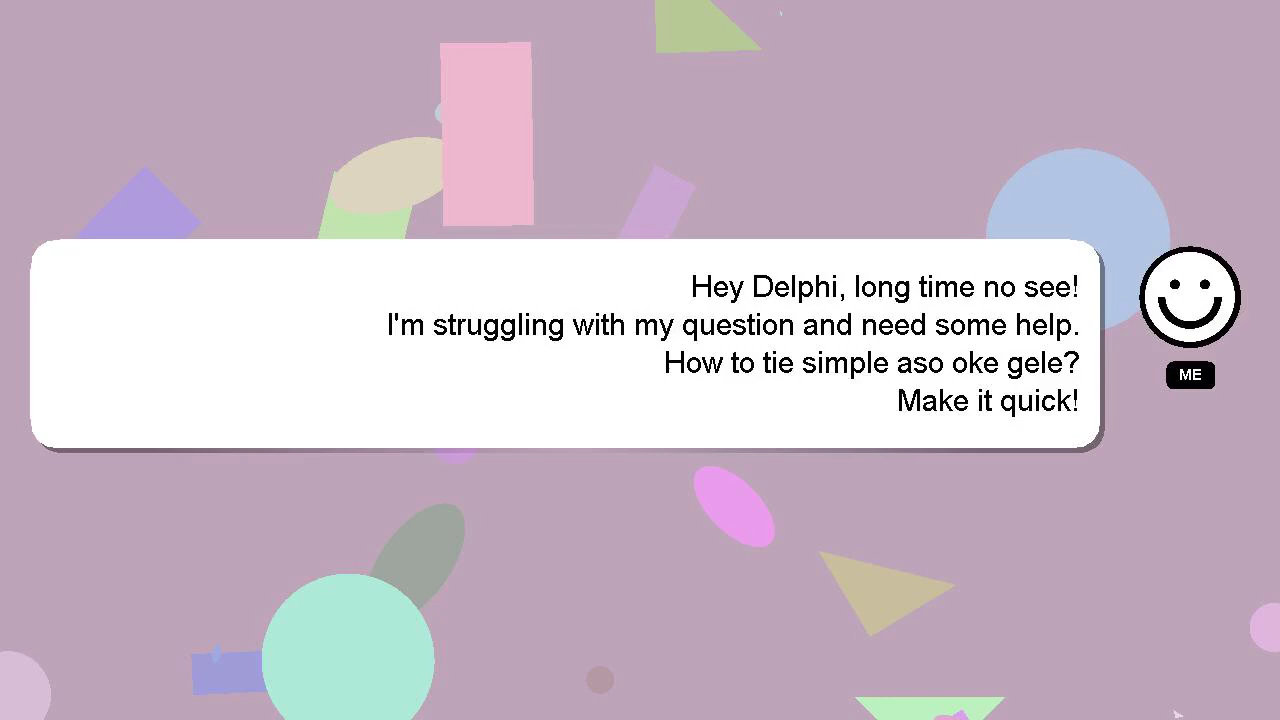 Hey Delphi, long time no see!
I'm struggling with my question and need some help.
How to tie simple aso oke gele?
Make it quick!
ME